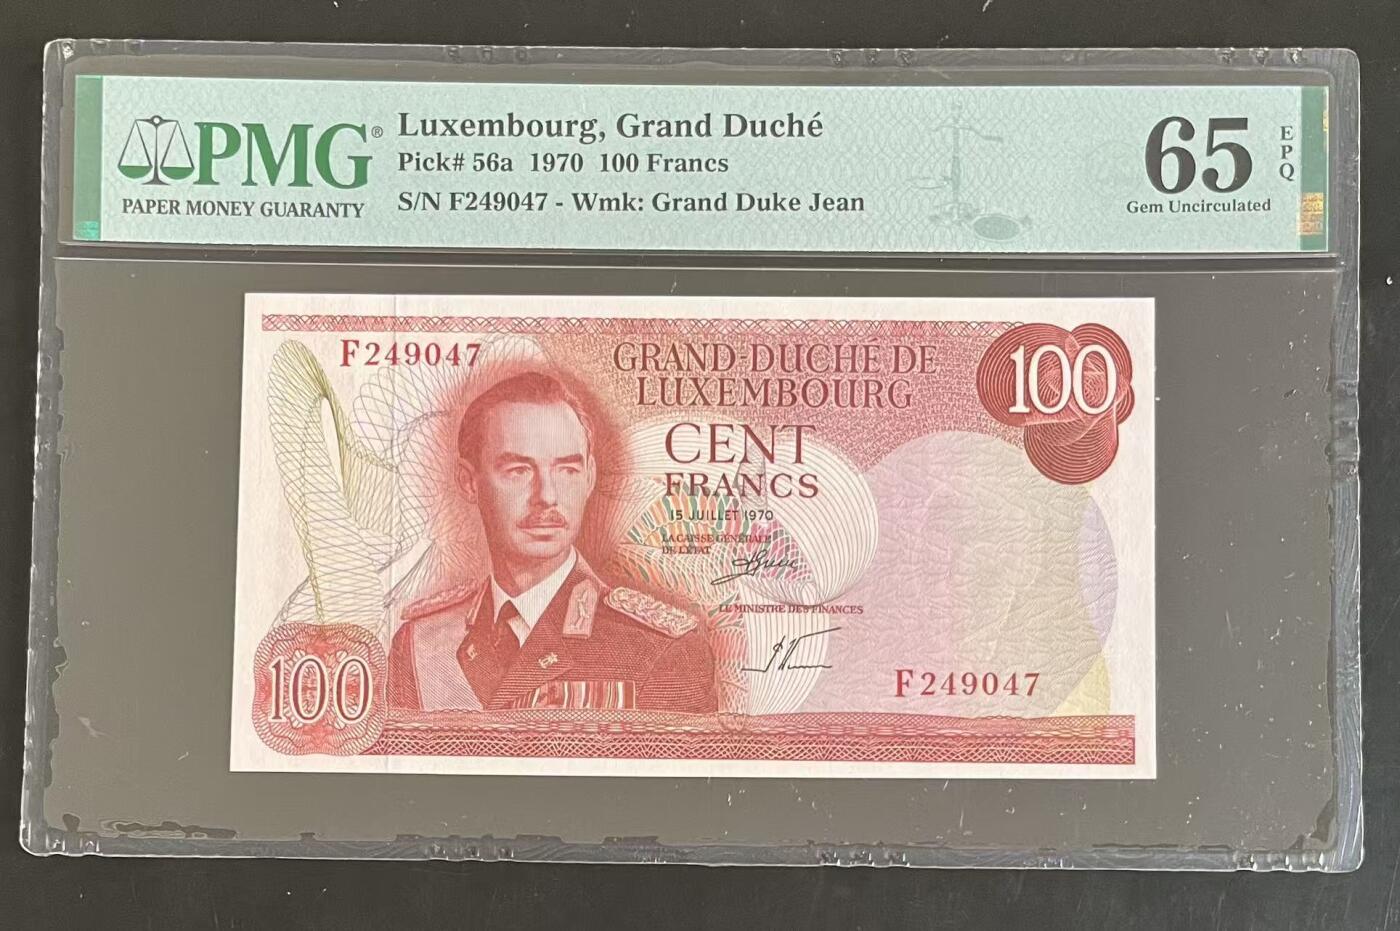 PMG®
PAPER MONEY GUARANTY
Luxembourg, Grand Duché
Pick# 56a 1970 100 Francs
S/N F249047 - Wmk: Grand Duke Jean
65
EPQ
Gem Uncirculated
F249047
GRAND-DUCHÉ DE
LUXEMBOURG
100
CENT
FRANCS
15 JUILLET 1970
LA CAISSE GÉNÉRALE
DE L'ÉTAT
LE MINISTRE DES FINANCES
100
F249047